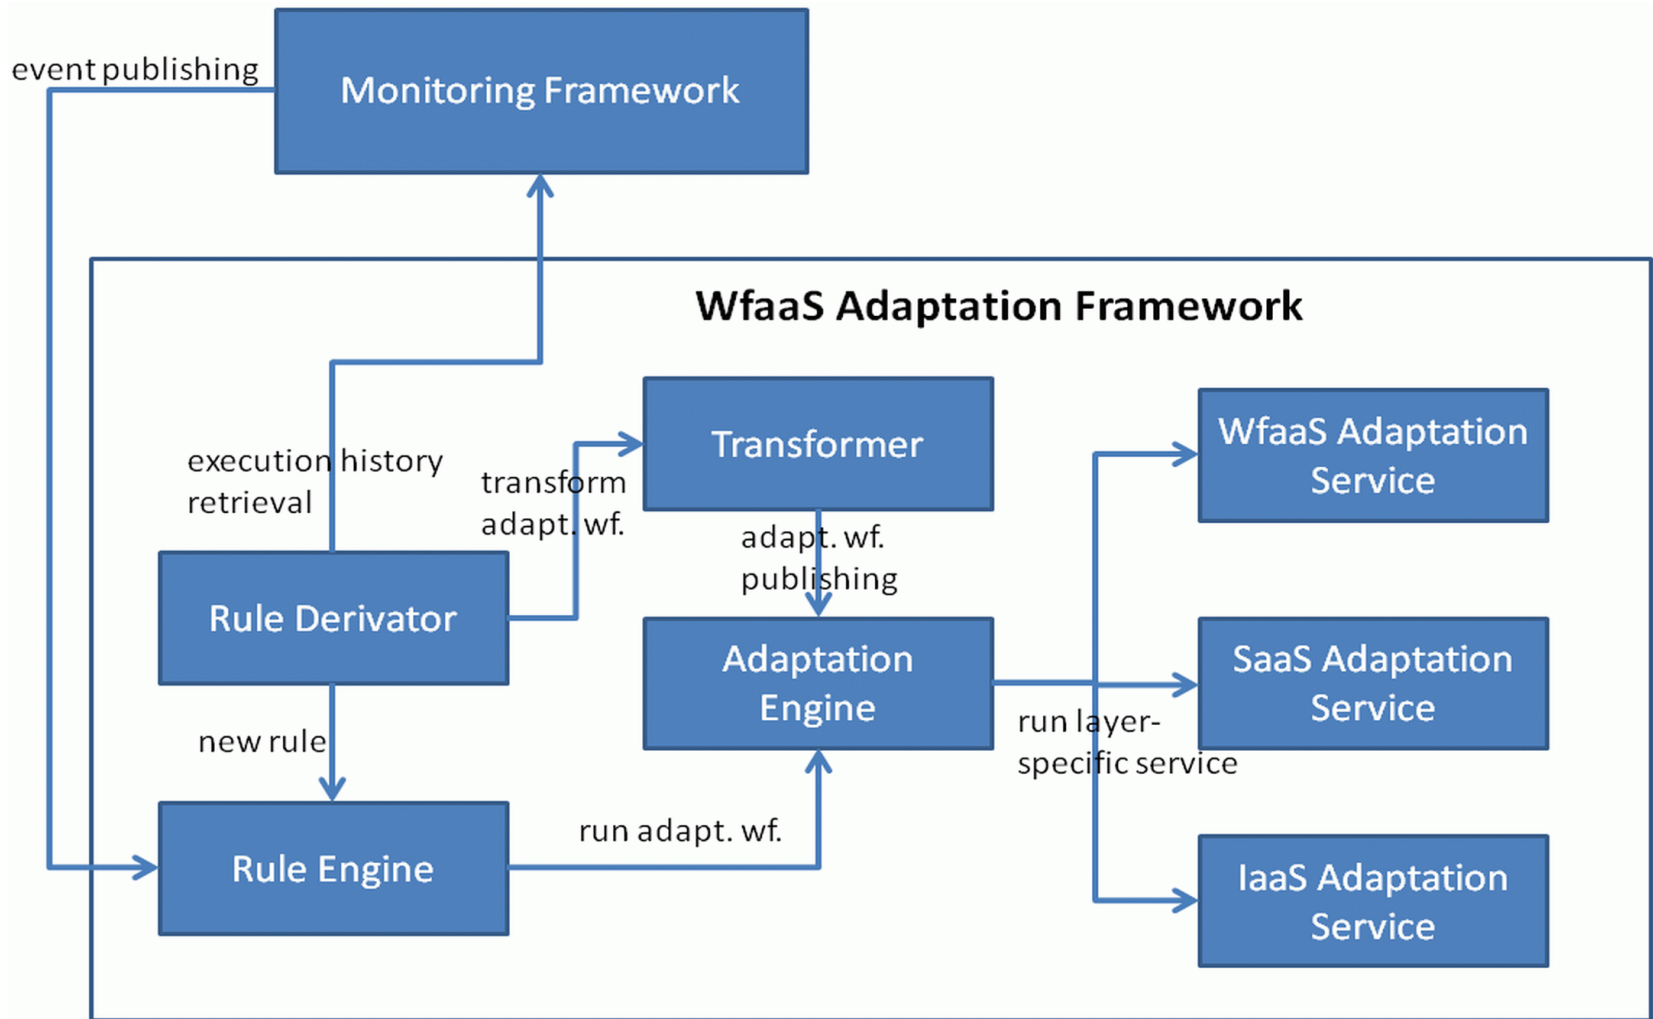 event publishing
Monitoring Framework
WfaaS Adaptation Framework
execution history
retrieval
transform
adapt. wf.
Transformer
WfaaS Adaptation
Service
adapt. wf.
publishing
Rule Derivator
Adaptation
Engine
SaaS Adaptation
Service
new rule
run layer-
specific service
run adapt. wf.
Rule Engine
IaaS Adaptation
Service